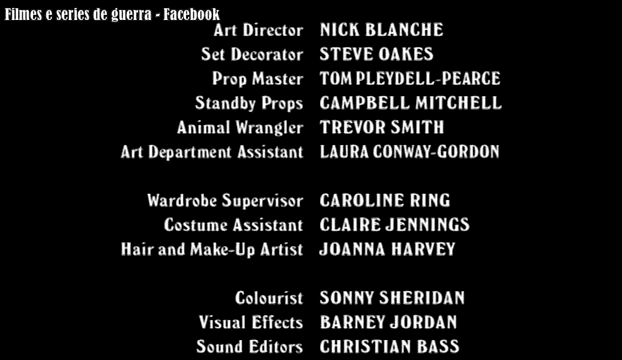 Filmes e series de guerra - Facebook
Art Director NICK BLANCHE
Set Decorator STEVE OAKES
Prop Master TOM PLEYDELL-PEARCE
Standby Props CAMPBELL MITCHELL
Animal Wrangler TREVOR SMITH
Art Department Assistant LAURA CONWAY-GORDON
Wardrobe Supervisor CAROLINE RING
Costume Assistant CLAIRE JENNINGS
Hair and Make-Up Artist JOANNA HARVEY
Colourist SONNY SHERIDAN
Visual Effects BARNEY JORDAN
Sound Editors CHRISTIAN BASS